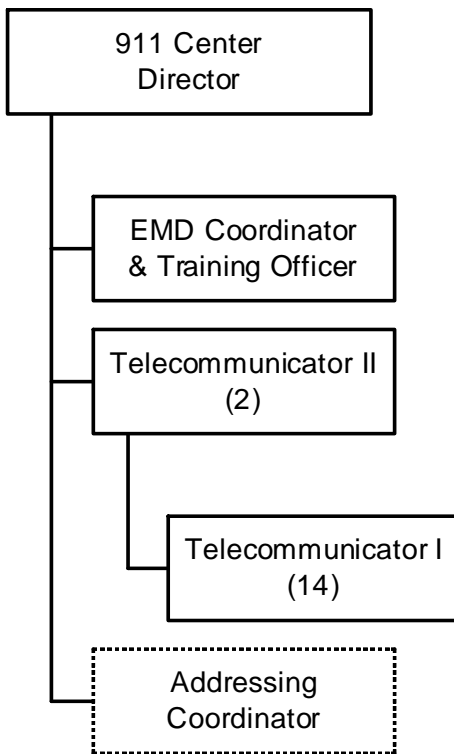 911 Center
Director
EMD Coordinator
& Training Officer
Telecommunicator II
(2)
Telecommunicator I
(14)
Addressing
Coordinator